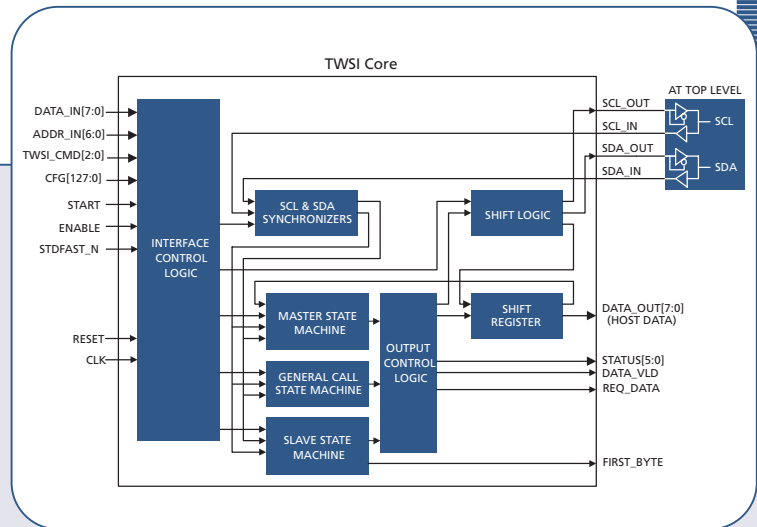 TWSI Core
AT TOP LEVEL
DATA_IN[7:0]
ADDR_IN[6:0]
TWSI_CMD[2:0]
CFG[127:0]
START
ENABLE
STDFAST_N
RESET
CLK
INTERFACE
CONTROL
LOGIC
SCL & SDA
SYNCHRONIZERS
MASTER STATE
MACHINE
GENERAL CALL
STATE MACHINE
SLAVE STATE
MACHINE
OUTPUT
CONTROL
LOGIC
SHIFT LOGIC
SHIFT
REGISTER
SCL_OUT
SCL_IN
SDA_OUT
SDA_IN
SCL
SDA
DATA_OUT[7:0]
(HOST DATA)
STATUS[5:0]
DATA_VLD
REQ_DATA
FIRST_BYTE